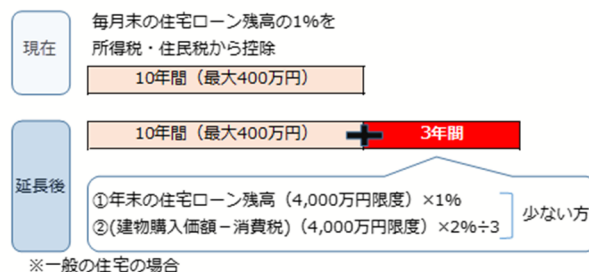 現在
毎月末の住宅ローン残高の1%を
所得税・住民税から控除
10年間（最大400万円）
延長後
10年間（最大400万円）
3年間
①年末の住宅ローン残高（4,000万円限度）×1%
②(建物購入価額－消費税)（4,000万円限度）×2%÷3
少ない方
※一般の住宅の場合